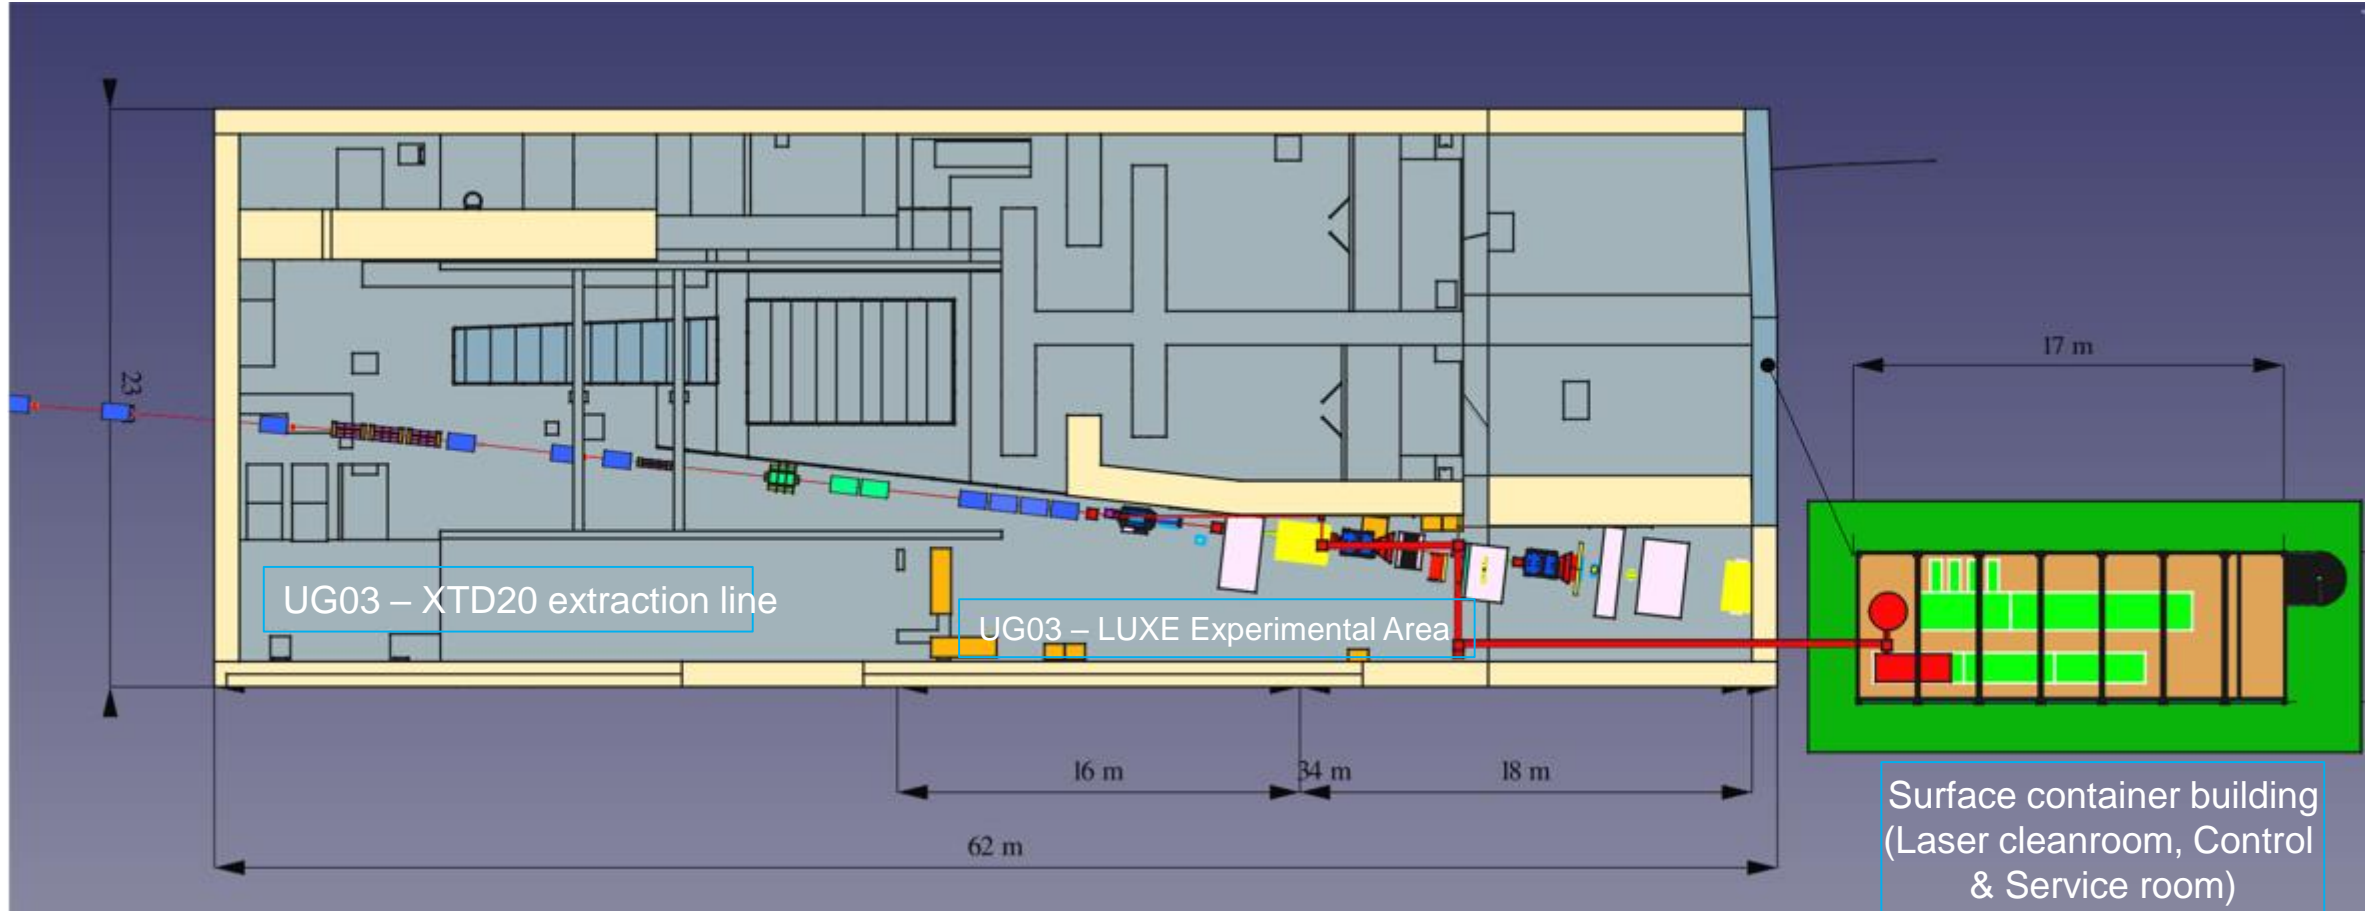 23
17 m
UG03 – XTD20 extraction line
UG03 – LUXE Experimental Area
16 m
34 m
18 m
62 m
Surface container building
(Laser cleanroom, Control
& Service room)